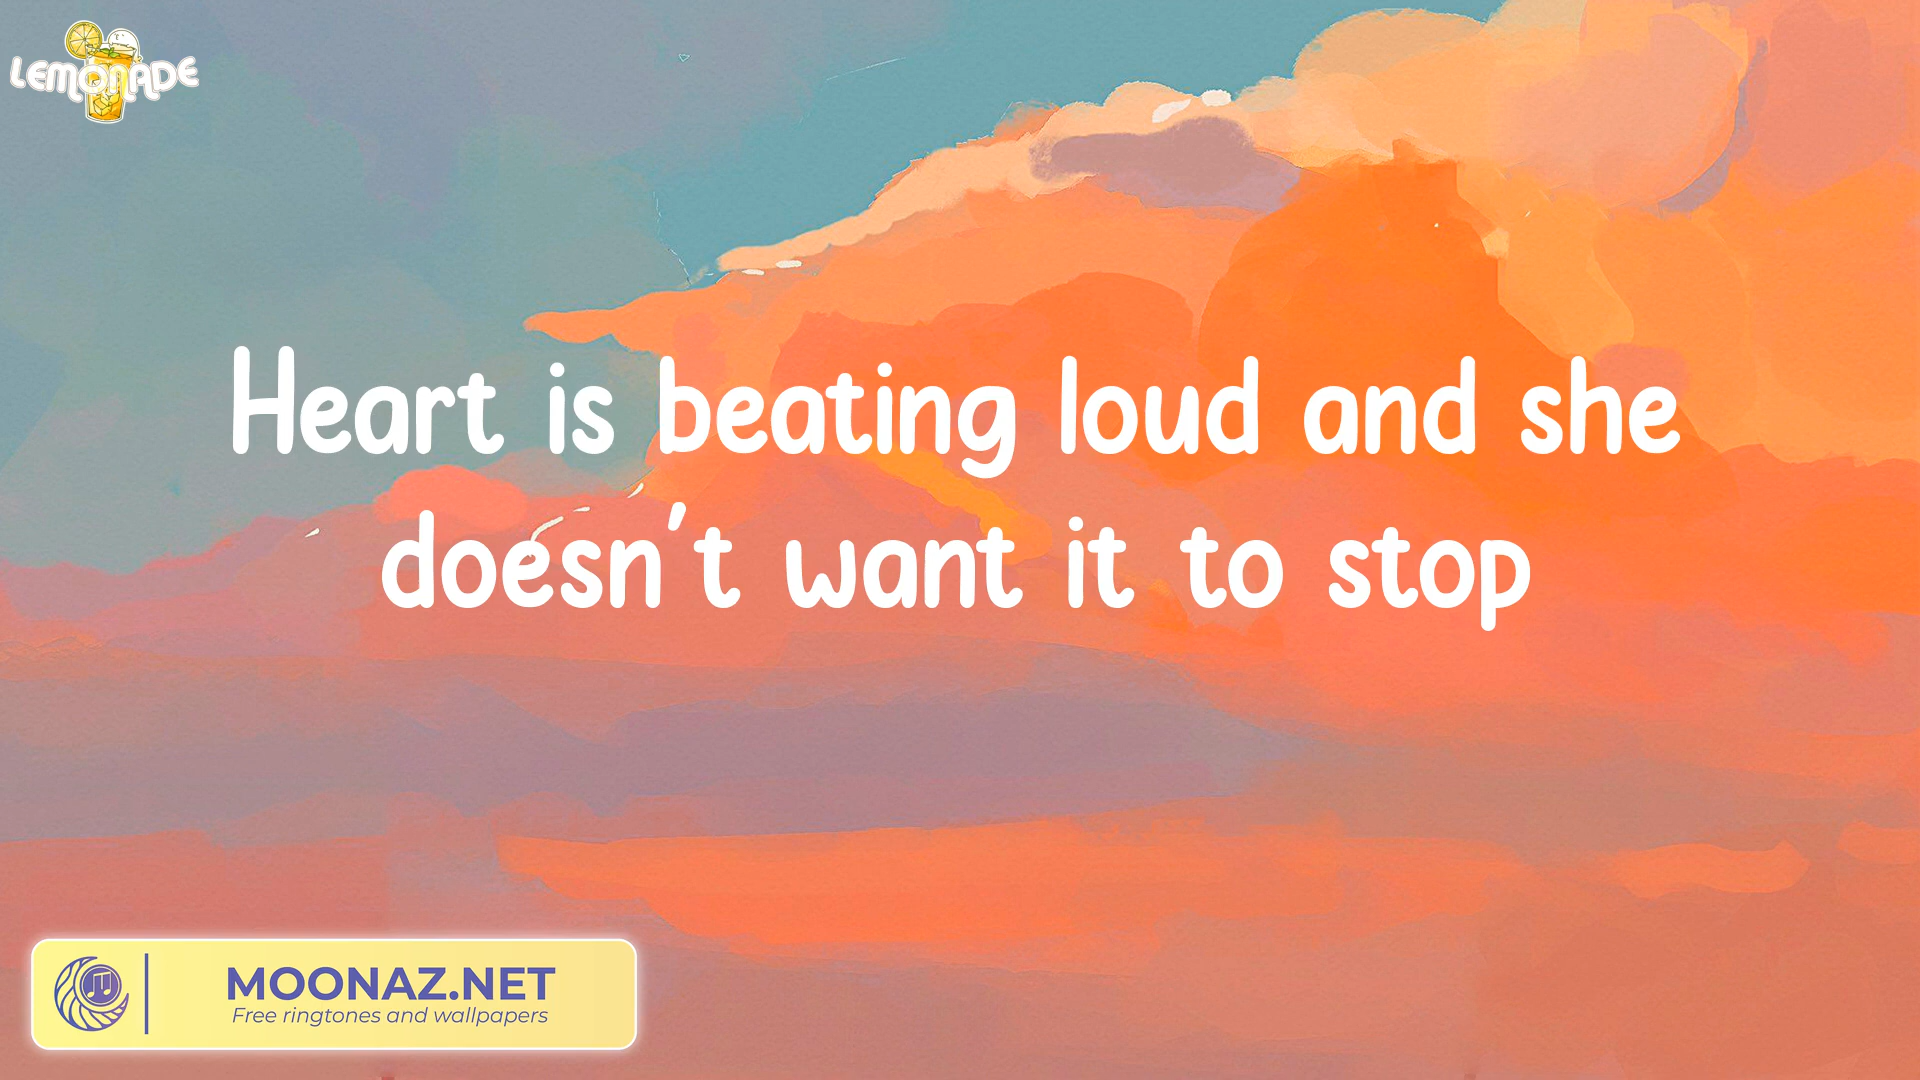 LEMONADE
Heart is beating loud and she
doesn't want it to stop
MOONAZ.NET
Free ringtones and wallpapers